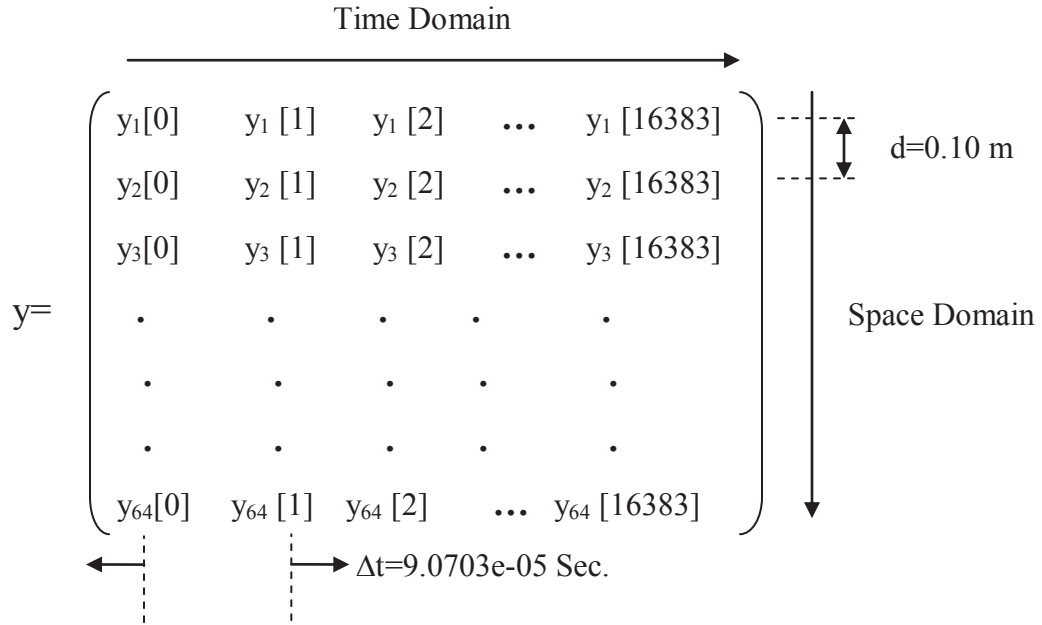 Time Domain
y₁[0] y₁ [1] y₁ [2] ... y₁ [16383]
d=0.10 m
y₂[0] y₂ [1] y₂ [2] ... y₂ [16383]
y₃[0] y₃ [1] y₃ [2] ... y₃ [16383]
y= . . . . .
Space Domain
. . . . .
. . . . .
y₆₄[0] y₆₄ [1] y₆₄ [2] ... y₆₄ [16383]
Δt=9.0703e-05 Sec.